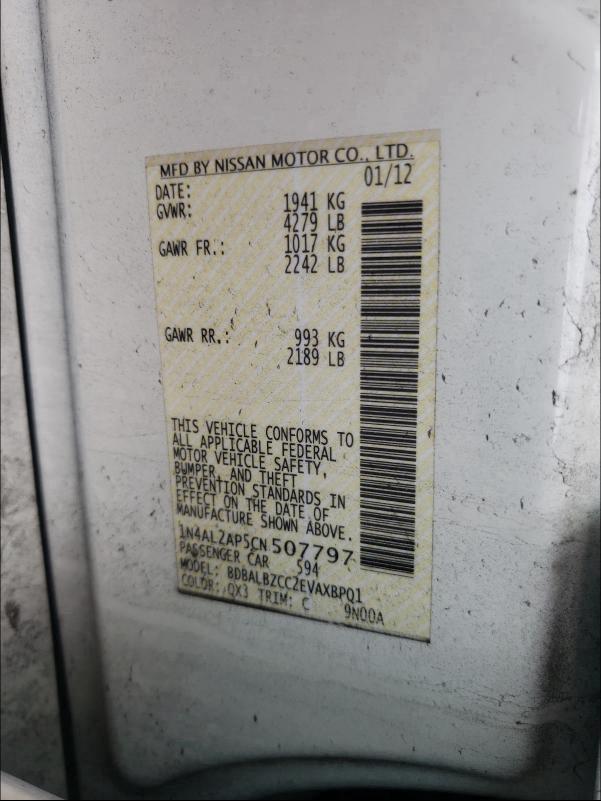 MFD BY NISSAN MOTOR CO., LTD.
DATE: 01/12
GVWR: 1941 KG
4279 LB
GAWR FR.: 1017 KG
2242 LB
GAWR RR.: 993 KG
2189 LB
THIS VEHICLE CONFORMS TO
ALL APPLICABLE FEDERAL
MOTOR VEHICLE SAFETY,
BUMPER, AND THEFT
PREVENTION STANDARDS IN
EFFECT ON THE DATE OF
MANUFACTURE SHOWN ABOVE.
1N4AL2AP5CN507797
PASSENGER CAR 594
MODEL: BDBALBZCC2EVAXBPQ1
COLOR: QX3 TRIM: C 9N00A